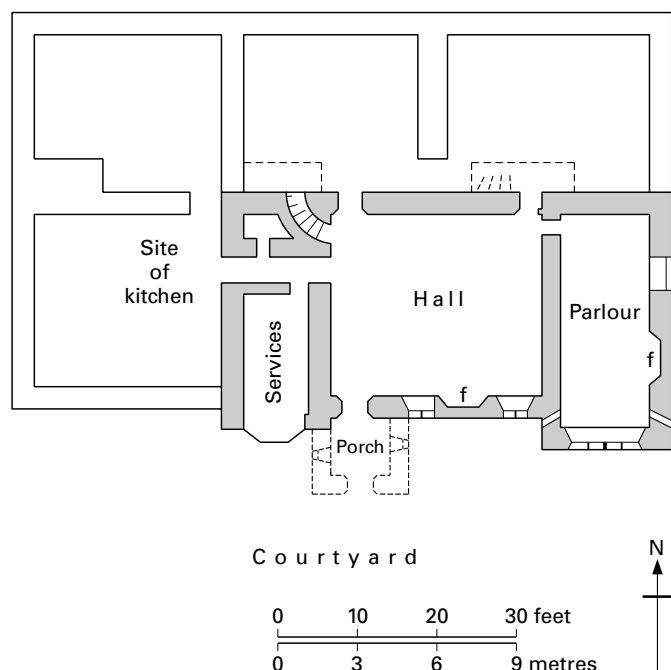 Site
of
kitchen
Hall
Parlour
Services
f
f
Porch
Courtyard
N
0 10 20 30 feet
0 3 6 9 metres